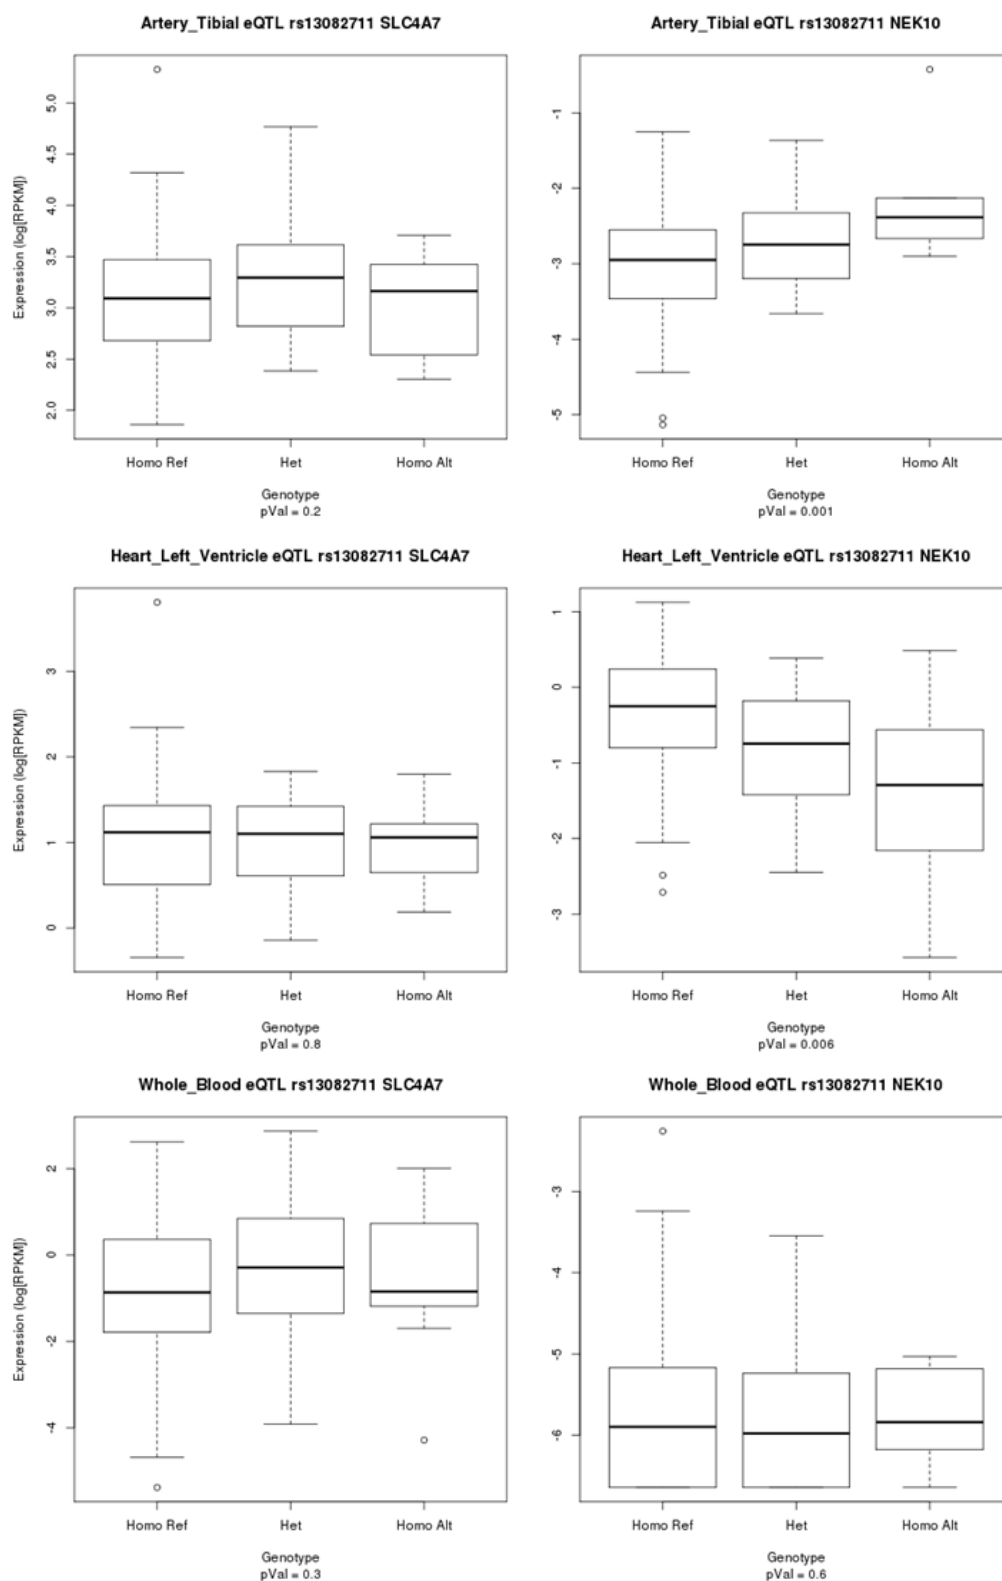 Artery_Tibial eQTL rs13082711 SLC4A7
Expression (log[RPKM])
5.0
4.5
4.0
3.5
3.0
2.5
2.0
Homo Ref Het Homo Alt
Genotype
pVal = 0.2
Artery_Tibial eQTL rs13082711 NEK10
-1
-2
-3
-4
-5
Homo Ref Het Homo Alt
Genotype
pVal = 0.001
Heart_Left_Ventricle eQTL rs13082711 SLC4A7
Expression (log[RPKM])
3
2
1
0
Homo Ref Het Homo Alt
Genotype
pVal = 0.8
Heart_Left_Ventricle eQTL rs13082711 NEK10
1
0
-1
-2
-3
Homo Ref Het Homo Alt
Genotype
pVal = 0.006
Whole_Blood eQTL rs13082711 SLC4A7
Expression (log[RPKM])
2
0
-2
-4
Homo Ref Het Homo Alt
Genotype
pVal = 0.3
Whole_Blood eQTL rs13082711 NEK10
-3
-4
-5
-6
Homo Ref Het Homo Alt
Genotype
pVal = 0.6